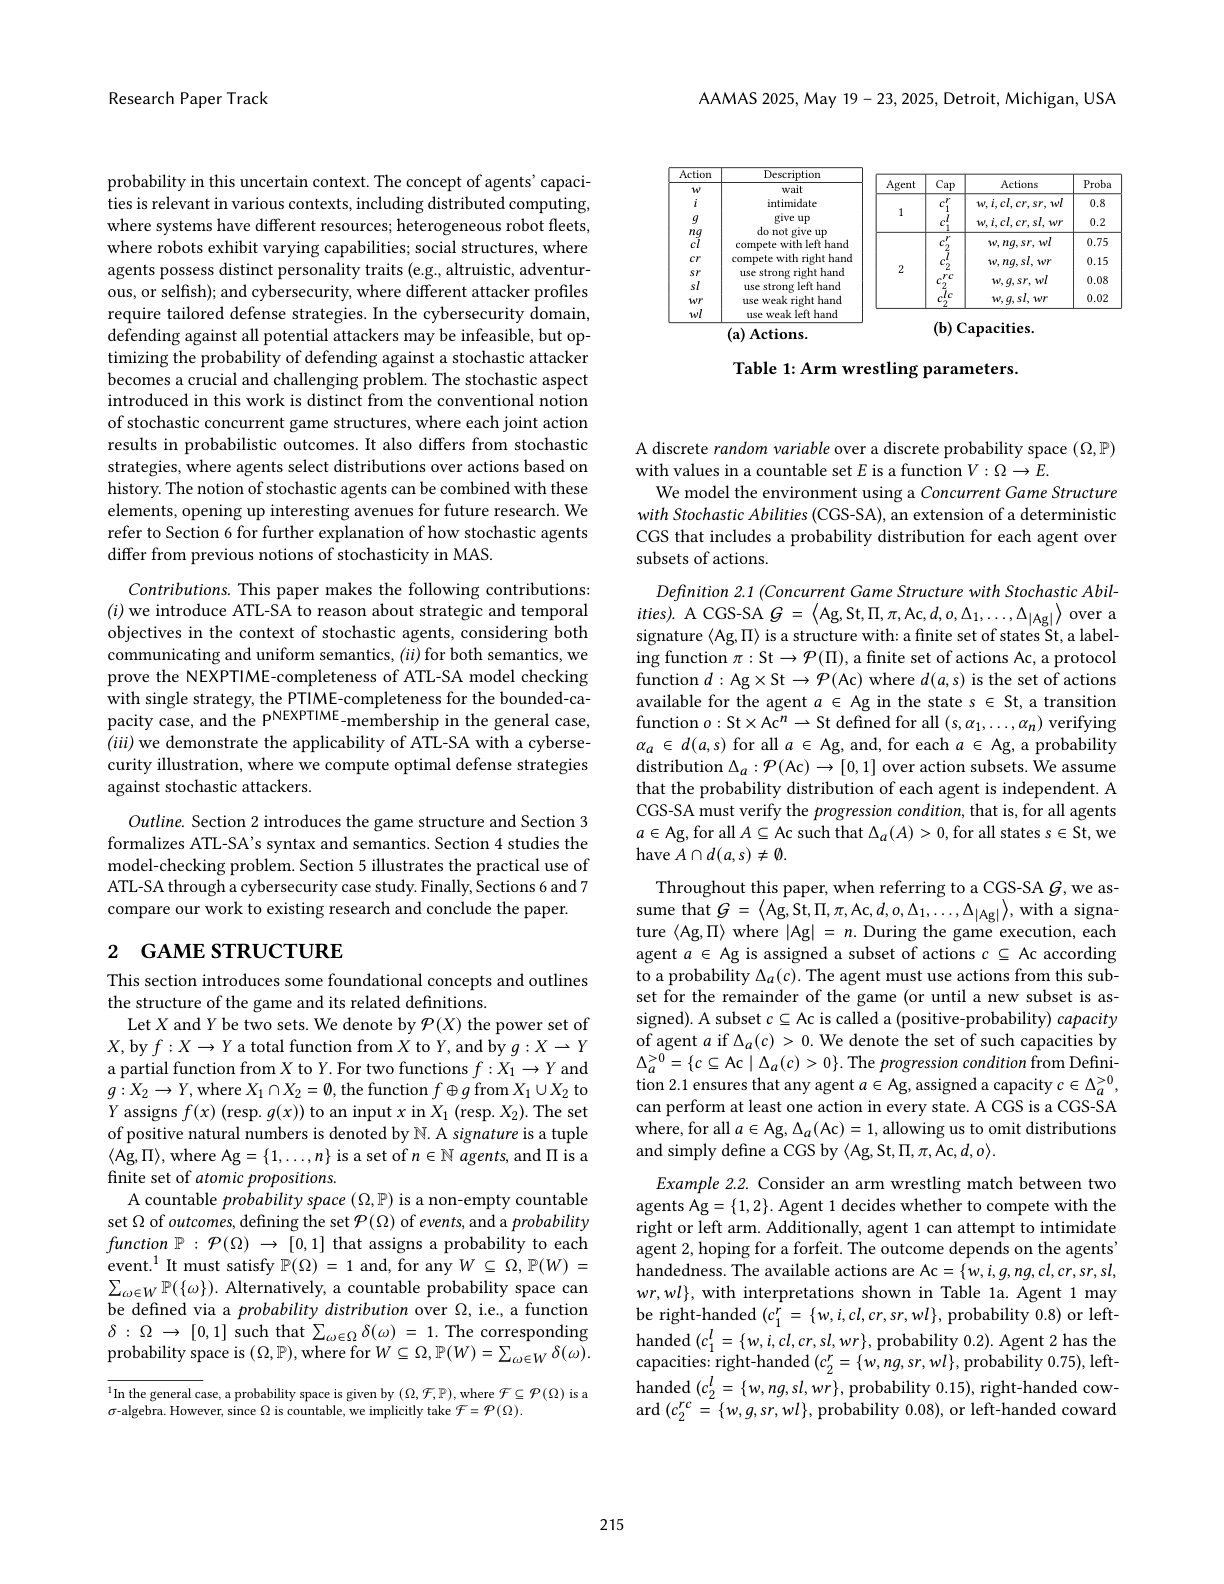 Research Paper Track
AAMAS 2025, May 19 – 23, 2025, Detroit, Michigan, USA
probability in this uncertain context. The concept of agents' capaci-
ties is relevant in various contexts, including distributed computing,
where systems have different resources; heterogeneous robot fleets,
where robots exhibit varying capabilities; social structures, where
agents possess distinct personality traits (e.g., altruistic, adventur-
ous, or selfish); and cybersecurity, where different attacker profiles
require tailored defense strategies. In the cybersecurity domain,
defending against all potential attackers may be infeasible, but op-
timizing the probability of defending against a stochastic attacker
becomes a crucial and challenging problem. The stochastic aspect
introduced in this work is distinct from the conventional notion
of stochastic concurrent game structures, where each joint action
results in probabilistic outcomes. It also differs from stochastic
strategies, where agents select distributions over actions based on
history. The notion of stochastic agents can be combined with these
elements, opening up interesting avenues for future research. We
refer to Section 6 for further explanation of how stochastic agents
differ from previous notions of stochasticity in MAS.
Contributions. This paper makes the following contributions:
(i) we introduce ATL-SA to reason about strategic and temporal
objectives in the context of stochastic agents, considering both
communicating and uniform semantics, (ii) for both semantics, we
prove the NEXPTIME-completeness of ATL-SA model checking
with single strategy, the PTIME-completeness for the bounded-ca-
pacity case, and the P^NEXPTIME-membership in the general case,
(iii) we demonstrate the applicability of ATL-SA with a cyberse-
curity illustration, where we compute optimal defense strategies
against stochastic attackers.
Outline. Section 2 introduces the game structure and Section 3
formalizes ATL-SA's syntax and semantics. Section 4 studies the
model-checking problem. Section 5 illustrates the practical use of
ATL-SA through a cybersecurity case study. Finally, Sections 6 and 7
compare our work to existing research and conclude the paper.
2 GAME STRUCTURE
This section introduces some foundational concepts and outlines
the structure of the game and its related definitions.
Let X and Y be two sets. We denote by 𝒫(X) the power set of
X, by f : X → Y a total function from X to Y, and by g : X ⇀ Y
a partial function from X to Y. For two functions f : X₁ → Y and
g : X₂ → Y, where X₁ ∩ X₂ = ∅, the function f ⊕ g from X₁ ∪ X₂ to
Y assigns f(x) (resp. g(x)) to an input x in X₁ (resp. X₂). The set
of positive natural numbers is denoted by ℕ. A signature is a tuple
⟨Ag, Π⟩, where Ag = {1, . . . , n} is a set of n ∈ ℕ agents, and Π is a
finite set of atomic propositions.
A countable probability space (Ω, ℙ) is a non-empty countable
set Ω of outcomes, defining the set 𝒫(Ω) of events, and a probability
function ℙ : 𝒫(Ω) → [0, 1] that assigns a probability to each
event.¹ It must satisfy ℙ(Ω) = 1 and, for any W ⊆ Ω, ℙ(W) =
∑_{ω∈W} ℙ({ω}). Alternatively, a countable probability space can
be defined via a probability distribution over Ω, i.e., a function
δ : Ω → [0, 1] such that ∑_{ω∈Ω} δ(ω) = 1. The corresponding
probability space is (Ω, ℙ), where for W ⊆ Ω, ℙ(W) = ∑_{ω∈W} δ(ω).
¹In the general case, a probability space is given by (Ω, ℱ, ℙ), where ℱ ⊆ 𝒫(Ω) is a
σ-algebra. However, since Ω is countable, we implicitly take ℱ = 𝒫(Ω).
Action Description
w wait
i intimidate
g give up
ng do not give up
cl compete with left hand
cr compete with right hand
sr use strong right hand
sl use strong left hand
wr use weak right hand
wl use weak left hand
(a) Actions.
Agent Cap Actions Proba
1 c₁^r w, i, cl, cr, sr, wl 0.8
c₁^l w, i, cl, cr, sl, wr 0.2
2 c₂^r w, ng, sr, wl 0.75
c₂^l w, ng, sl, wr 0.15
c₂^rc w, g, sr, wl 0.08
c₂^lc w, g, sl, wr 0.02
(b) Capacities.
Table 1: Arm wrestling parameters.
A discrete random variable over a discrete probability space (Ω, ℙ)
with values in a countable set E is a function V : Ω → E.
We model the environment using a Concurrent Game Structure
with Stochastic Abilities (CGS-SA), an extension of a deterministic
CGS that includes a probability distribution for each agent over
subsets of actions.
Definition 2.1 (Concurrent Game Structure with Stochastic Abil-
ities). A CGS-SA 𝒢 = ⟨Ag, St, Π, π, Ac, d, o, Δ₁, . . . , Δ_|Ag|⟩ over a
signature ⟨Ag, Π⟩ is a structure with: a finite set of states St, a label-
ing function π : St → 𝒫(Π), a finite set of actions Ac, a protocol
function d : Ag × St → 𝒫(Ac) where d(a, s) is the set of actions
available for the agent a ∈ Ag in the state s ∈ St, a transition
function o : St × Acⁿ ⇀ St defined for all (s, α₁, . . . , αₙ) verifying
αₐ ∈ d(a, s) for all a ∈ Ag, and, for each a ∈ Ag, a probability
distribution Δₐ : 𝒫(Ac) → [0, 1] over action subsets. We assume
that the probability distribution of each agent is independent. A
CGS-SA must verify the progression condition, that is, for all agents
a ∈ Ag, for all A ⊆ Ac such that Δₐ(A) > 0, for all states s ∈ St, we
have A ∩ d(a, s) ≠ ∅.
Throughout this paper, when referring to a CGS-SA 𝒢, we as-
sume that 𝒢 = ⟨Ag, St, Π, π, Ac, d, o, Δ₁, . . . , Δ_|Ag|⟩, with a signa-
ture ⟨Ag, Π⟩ where |Ag| = n. During the game execution, each
agent a ∈ Ag is assigned a subset of actions c ⊆ Ac according
to a probability Δₐ(c). The agent must use actions from this sub-
set for the remainder of the game (or until a new subset is as-
signed). A subset c ⊆ Ac is called a (positive-probability) capacity
of agent a if Δₐ(c) > 0. We denote the set of such capacities by
Δₐ^{>0} = {c ⊆ Ac | Δₐ(c) > 0}. The progression condition from Defini-
tion 2.1 ensures that any agent a ∈ Ag, assigned a capacity c ∈ Δₐ^{>0},
can perform at least one action in every state. A CGS is a CGS-SA
where, for all a ∈ Ag, Δₐ(Ac) = 1, allowing us to omit distributions
and simply define a CGS by ⟨Ag, St, Π, π, Ac, d, o⟩.
Example 2.2. Consider an arm wrestling match between two
agents Ag = {1, 2}. Agent 1 decides whether to compete with the
right or left arm. Additionally, agent 1 can attempt to intimidate
agent 2, hoping for a forfeit. The outcome depends on the agents'
handedness. The available actions are Ac = {w, i, g, ng, cl, cr, sr, sl,
wr, wl}, with interpretations shown in Table 1a. Agent 1 may
be right-handed (c₁^r = {w, i, cl, cr, sr, wl}, probability 0.8) or left-
handed (c₁^l = {w, i, cl, cr, sl, wr}, probability 0.2). Agent 2 has the
capacities: right-handed (c₂^r = {w, ng, sr, wl}, probability 0.75), left-
handed (c₂^l = {w, ng, sl, wr}, probability 0.15), right-handed cow-
ard (c₂^rc = {w, g, sr, wl}, probability 0.08), or left-handed coward
215